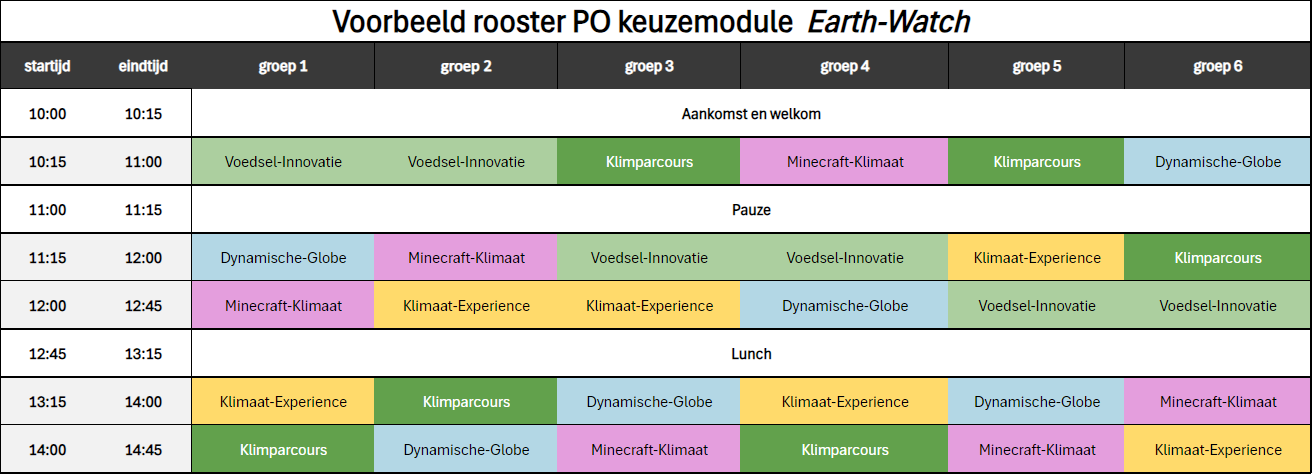 Voorbeeld rooster PO keuzemodule Earth-Watch
startijd eindtijd groep 1 groep 2 groep 3 groep 4 groep 5 groep 6
10:00 10:15 Aankomst en welkom
10:15 11:00 Voedsel-Innovatie Voedsel-Innovatie Klimparcours Minecraft-Klimaat Klimparcours Dynamische-Globe
11:00 11:15 Pauze
11:15 12:00 Dynamische-Globe Minecraft-Klimaat Voedsel-Innovatie Voedsel-Innovatie Klimaat-Experience Klimparcours
12:00 12:45 Minecraft-Klimaat Klimaat-Experience Klimaat-Experience Dynamische-Globe Voedsel-Innovatie Voedsel-Innovatie
12:45 13:15 Lunch
13:15 14:00 Klimaat-Experience Klimparcours Dynamische-Globe Klimaat-Experience Dynamische-Globe Minecraft-Klimaat
14:00 14:45 Klimparcours Dynamische-Globe Minecraft-Klimaat Klimparcours Minecraft-Klimaat Klimaat-Experience